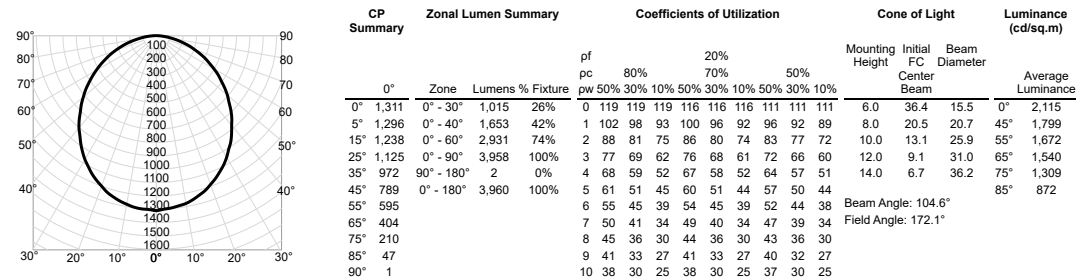 90° 90
80° 80
70° 70
60° 60
50° 50°
40° 40°
30° 20° 10° 0° 10° 20° 30°
100
200
300
400
500
600
700
800
900
1000
1100
1200
1300
1400
1500
1600
CP Summary
0°
0° 1,311
5° 1,296
15° 1,238
25° 1,125
35° 972
45° 789
55° 595
65° 404
75° 210
85° 47
90° 1
Zonal Lumen Summary
Zone Lumens % Fixture
0° - 30° 1,015 26%
0° - 40° 1,653 42%
0° - 60° 2,931 74%
0° - 90° 3,958 100%
90° - 180° 2 0%
0° - 180° 3,960 100%
Coefficients of Utilization
ρf 20%
ρc 80% 70% 50%
ρw 50% 30% 10% 50% 30% 10% 50% 30% 10%
0 119 119 119 116 116 116 111 111 111
1 102 98 93 100 96 92 96 92 89
2 88 81 75 86 80 74 83 77 72
3 77 69 62 76 68 61 72 66 60
4 68 59 52 67 58 52 64 57 51
5 61 51 45 60 51 44 57 50 44
6 55 45 39 54 45 39 52 44 38
7 50 41 34 49 40 34 47 39 34
8 45 36 30 44 36 30 43 36 30
9 41 33 27 41 33 27 40 32 27
10 38 30 25 38 30 25 37 30 25
Cone of Light
Mounting Height Initial FC Center Beam Beam Diameter
6.0 36.4 15.5
8.0 20.5 20.7
10.0 13.1 25.9
12.0 9.1 31.0
14.0 6.7 36.2
Beam Angle: 104.6°
Field Angle: 172.1°
Luminance
(cd/sq.m)
Average
Luminance
0° 2,115
45° 1,799
55° 1,672
65° 1,540
75° 1,309
85° 872